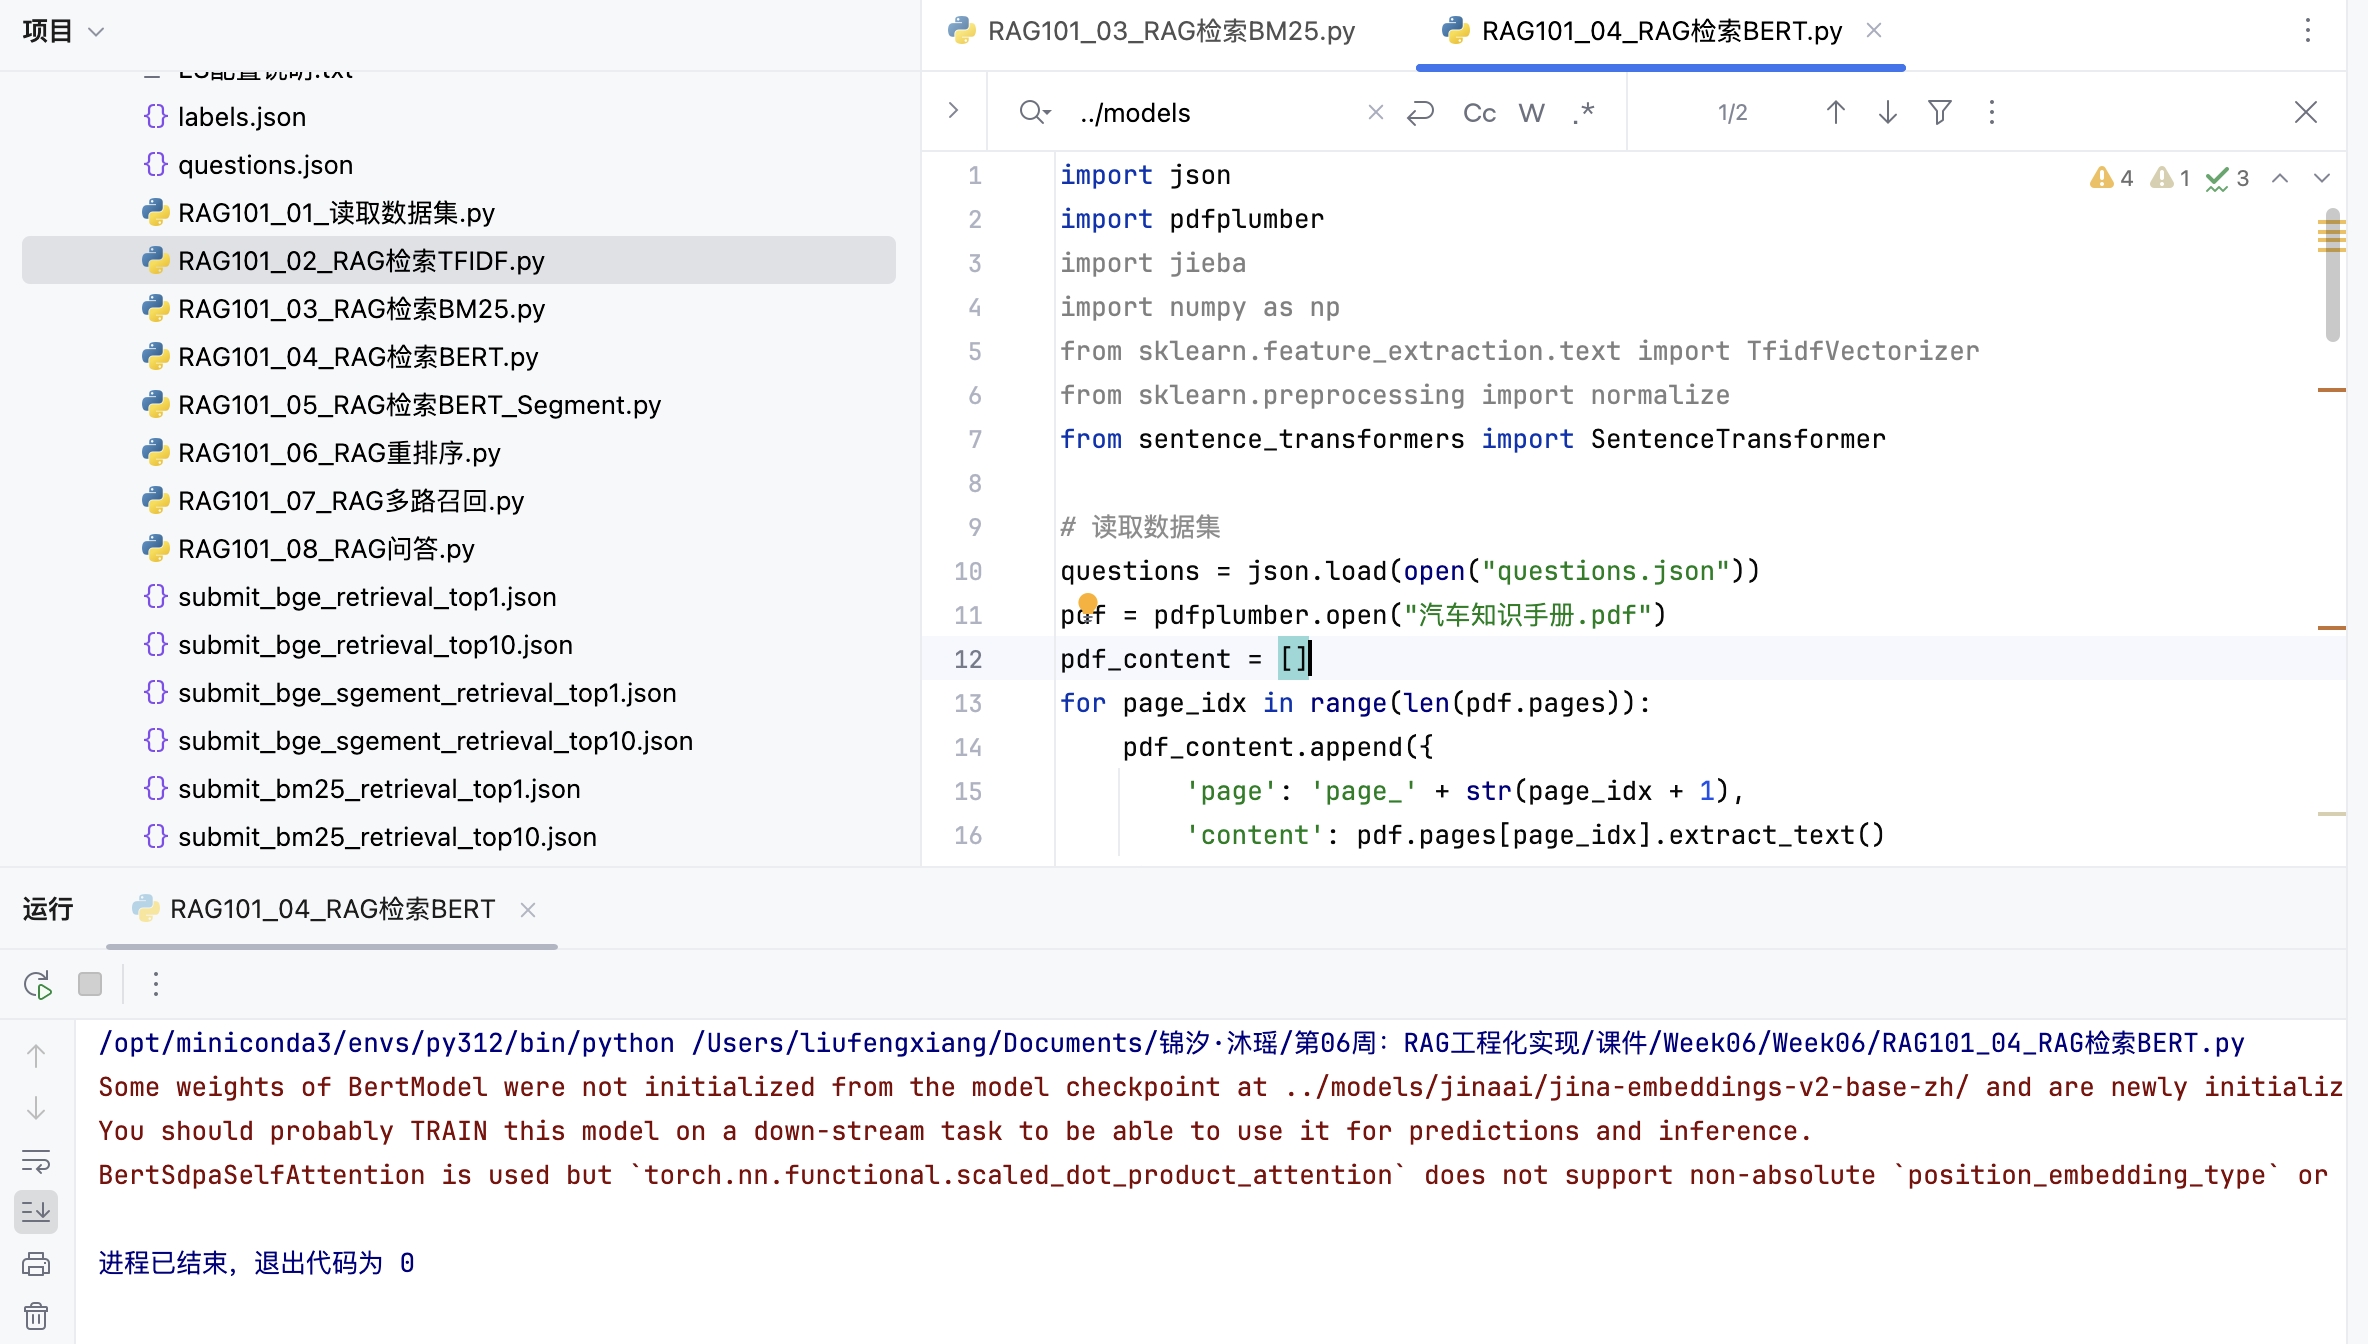 项目
labels.json
questions.json
RAG101_01_读取数据集.py
RAG101_02_RAG检索TFIDF.py
RAG101_03_RAG检索BM25.py
RAG101_04_RAG检索BERT.py
RAG101_05_RAG检索BERT_Segment.py
RAG101_06_RAG重排序.py
RAG101_07_RAG多路召回.py
RAG101_08_RAG问答.py
submit_bge_retrieval_top1.json
submit_bge_retrieval_top10.json
submit_bge_sgement_retrieval_top1.json
submit_bge_sgement_retrieval_top10.json
submit_bm25_retrieval_top1.json
submit_bm25_retrieval_top10.json
RAG101_03_RAG检索BM25.py
RAG101_04_RAG检索BERT.py
../models
Cc W .*
1/2
4 1 3
1 import json
2 import pdfplumber
3 import jieba
4 import numpy as np
5 from sklearn.feature_extraction.text import TfidfVectorizer
6 from sklearn.preprocessing import normalize
7 from sentence_transformers import SentenceTransformer
8
9 # 读取数据集
10 questions = json.load(open("questions.json"))
11 pdf = pdfplumber.open("汽车知识手册.pdf")
12 pdf_content = []
13 for page_idx in range(len(pdf.pages)):
14 pdf_content.append({
15 'page': 'page_' + str(page_idx + 1),
16 'content': pdf.pages[page_idx].extract_text()
运行
RAG101_04_RAG检索BERT
/opt/miniconda3/envs/py312/bin/python /Users/liufengxiang/Documents/锦汐·沐瑶/第06周：RAG工程化实现/课件/Week06/Week06/RAG101_04_RAG检索BERT.py
Some weights of BertModel were not initialized from the model checkpoint at ../models/jinaai/jina-embeddings-v2-base-zh/ and are newly initializ
You should probably TRAIN this model on a down-stream task to be able to use it for predictions and inference.
BertSdpaSelfAttention is used but `torch.nn.functional.scaled_dot_product_attention` does not support non-absolute `position_embedding_type` or
进程已结束，退出代码为 0